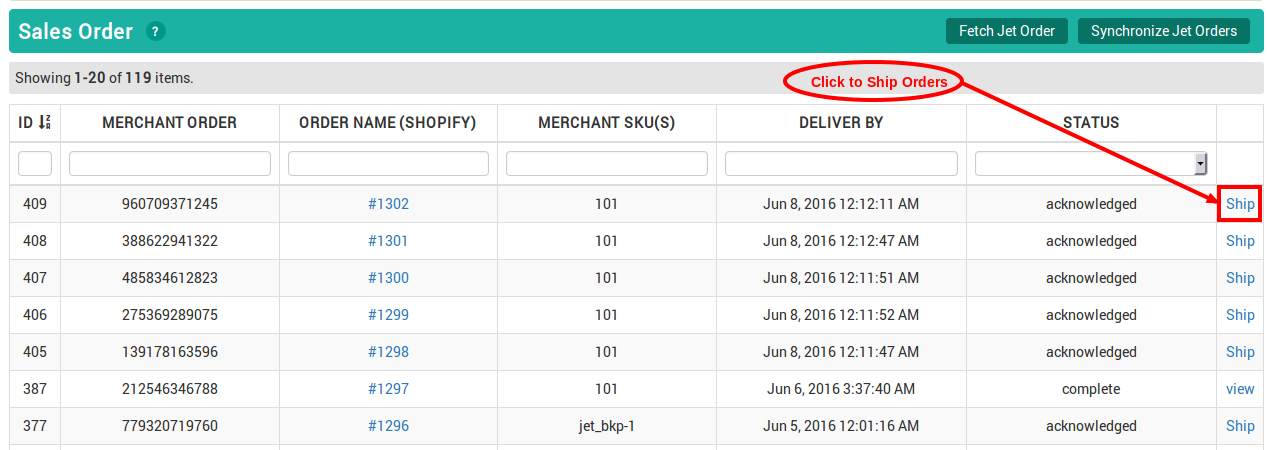 Sales Order ? Fetch Jet Order Synchronize Jet Orders
Showing 1-20 of 119 items. Click to Ship Orders
ID MERCHANT ORDER ORDER NAME (SHOPIFY) MERCHANT SKU(S) DELIVER BY STATUS
409 960709371245 #1302 101 Jun 8, 2016 12:12:11 AM acknowledged Ship
408 388622941322 #1301 101 Jun 8, 2016 12:12:47 AM acknowledged Ship
407 485834612823 #1300 101 Jun 8, 2016 12:11:51 AM acknowledged Ship
406 275369289075 #1299 101 Jun 8, 2016 12:11:52 AM acknowledged Ship
405 139178163596 #1298 101 Jun 8, 2016 12:11:47 AM acknowledged Ship
387 212546346788 #1297 101 Jun 6, 2016 3:37:40 AM complete view
377 779320719760 #1296 jet_bkp-1 Jun 5, 2016 12:01:16 AM acknowledged Ship